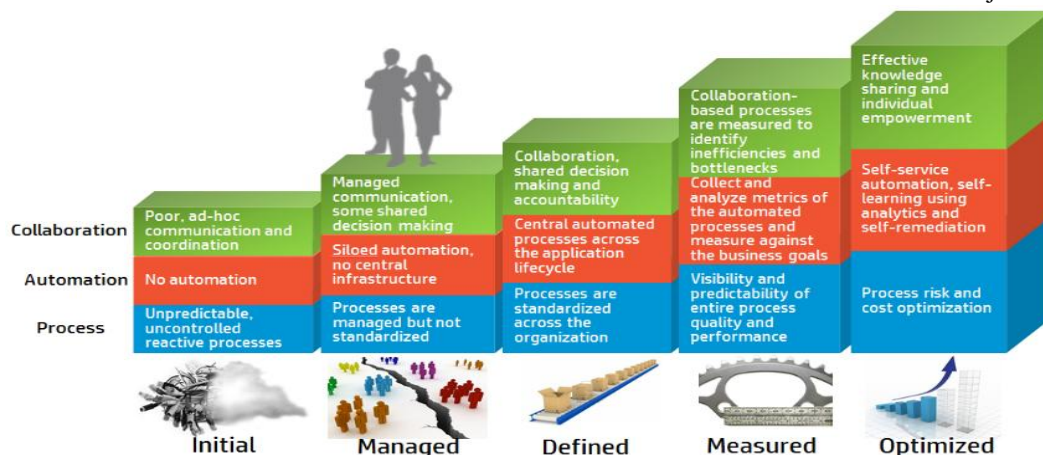 Effective
knowledge
sharing and
individual
empowerment
Collaboration-
based processes
are measured to
identify
inefficiencies and
bottlenecks
Collaboration,
shared decision
making and
accountability
Managed
communication,
some shared
decision making
Collaboration
Poor, ad-hoc
communication and
coordination
Self-service
automation, self-
learning using
analytics and
self-remediation
Collect and
analyze metrics of
the automated
processes and
measure against
the business goals
Central automated
processes across
the application
lifecycle
Siloed automation,
no central
infrastructure
Automation
No automation
Process risk and
cost optimization
Visibility and
predictability of
entire process
quality and
performance
Processes are
standardized
across the
organization
Processes are
managed but not
standardized
Process
Unpredictable,
uncontrolled
reactive processes
Initial
Managed
Defined
Measured
Optimized